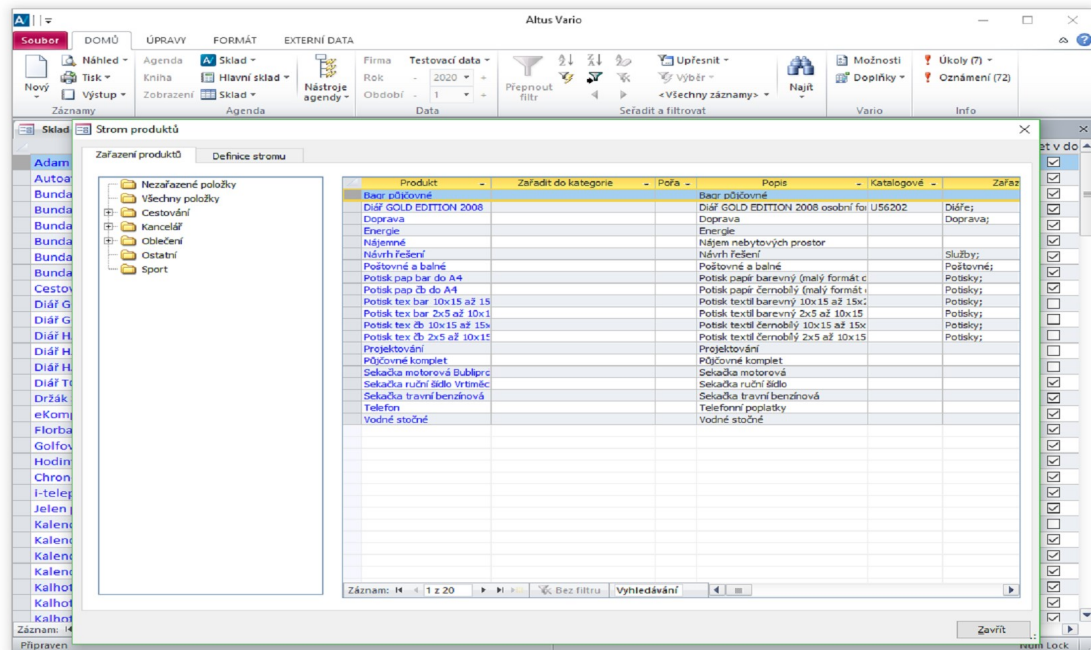 Altus Vario
Soubor DOMŮ ÚPRAVY FORMÁT EXTERNÍ DATA
Nový
Náhled
Tisk
Výstup
Záznamy
Agenda Sklad
Kniha Hlavní sklad
Zobrazení Sklad
Nástroje agendy
Agenda
Firma Testovací data
Rok - 2020 +
Období - 1 +
Data
Přepnout filtr
Upřesnit
Výběr
<Všechny záznamy>
Seřadit a filtrovat
Najít
Možnosti
Doplňky
Vario
Úkoly (7)
Oznámení (72)
Info
Sklad
et v do
Strom produktů
Zařazení produktů Definice stromu
Nezařazené položky
Všechny položky
Cestování
Kancelář
Oblečení
Ostatní
Sport
Produkt Zařadit do kategorie Pořa Popis Katalogové Zařaz
Bagr půjčovné Bagr půjčovné
Diář GOLD EDITION 2008 Diář GOLD EDITION 2008 osobní for U56202 Diáře;
Doprava Doprava Doprava;
Energie Energie
Nájemné Nájem nebytových prostor
Návrh řešení Návrh řešení Služby;
Poštovné a balné Poštovné a balné Poštovné;
Potisk pap bar do A4 Potisk papír barevný (malý formát Potisky;
Potisk pap čb do A4 Potisk papír černobílý (malý formát Potisky;
Potisk tex bar 10x15 až 15 Potisk textil barevný 10x15 až 15x2 Potisky;
Potisk tex bar 2x5 až 10x1 Potisk textil barevný 2x5 až 10x15 Potisky;
Potisk tex čb 10x15 až 15x Potisk textil černobílý 10x15 až 15x Potisky;
Potisk tex čb 2x5 až 10x15 Potisk textil černobílý 2x5 až 10x15 Potisky;
Projektování Projektování
Půjčovné komplet Půjčovné komplet
Sekačka motorová Bublipro Sekačka motorová
Sekačka ruční šídlo Vrtiměc Sekačka ruční šídlo
Sekačka travní benzínová Sekačka travní benzínová
Telefon Telefonní poplatky
Vodné stočné Vodné stočné
Záznam: 1 z 20 Bez filtru Vyhledávání
Zavřít
Adam
Autoa
Bunda
Bunda
Bunda
Bunda
Bunda
Bunda
Cestov
Diář G
Diář G
Diář H
Diář H
Diář H
Diář T
Držák
eKomp
Florba
Golfov
Hodin
Chron
i-telep
Jelen p
Kalend
Kalend
Kalend
Kalend
Kalhot
Kalhot
Kalhot
Záznam:
Připraven Num Lock